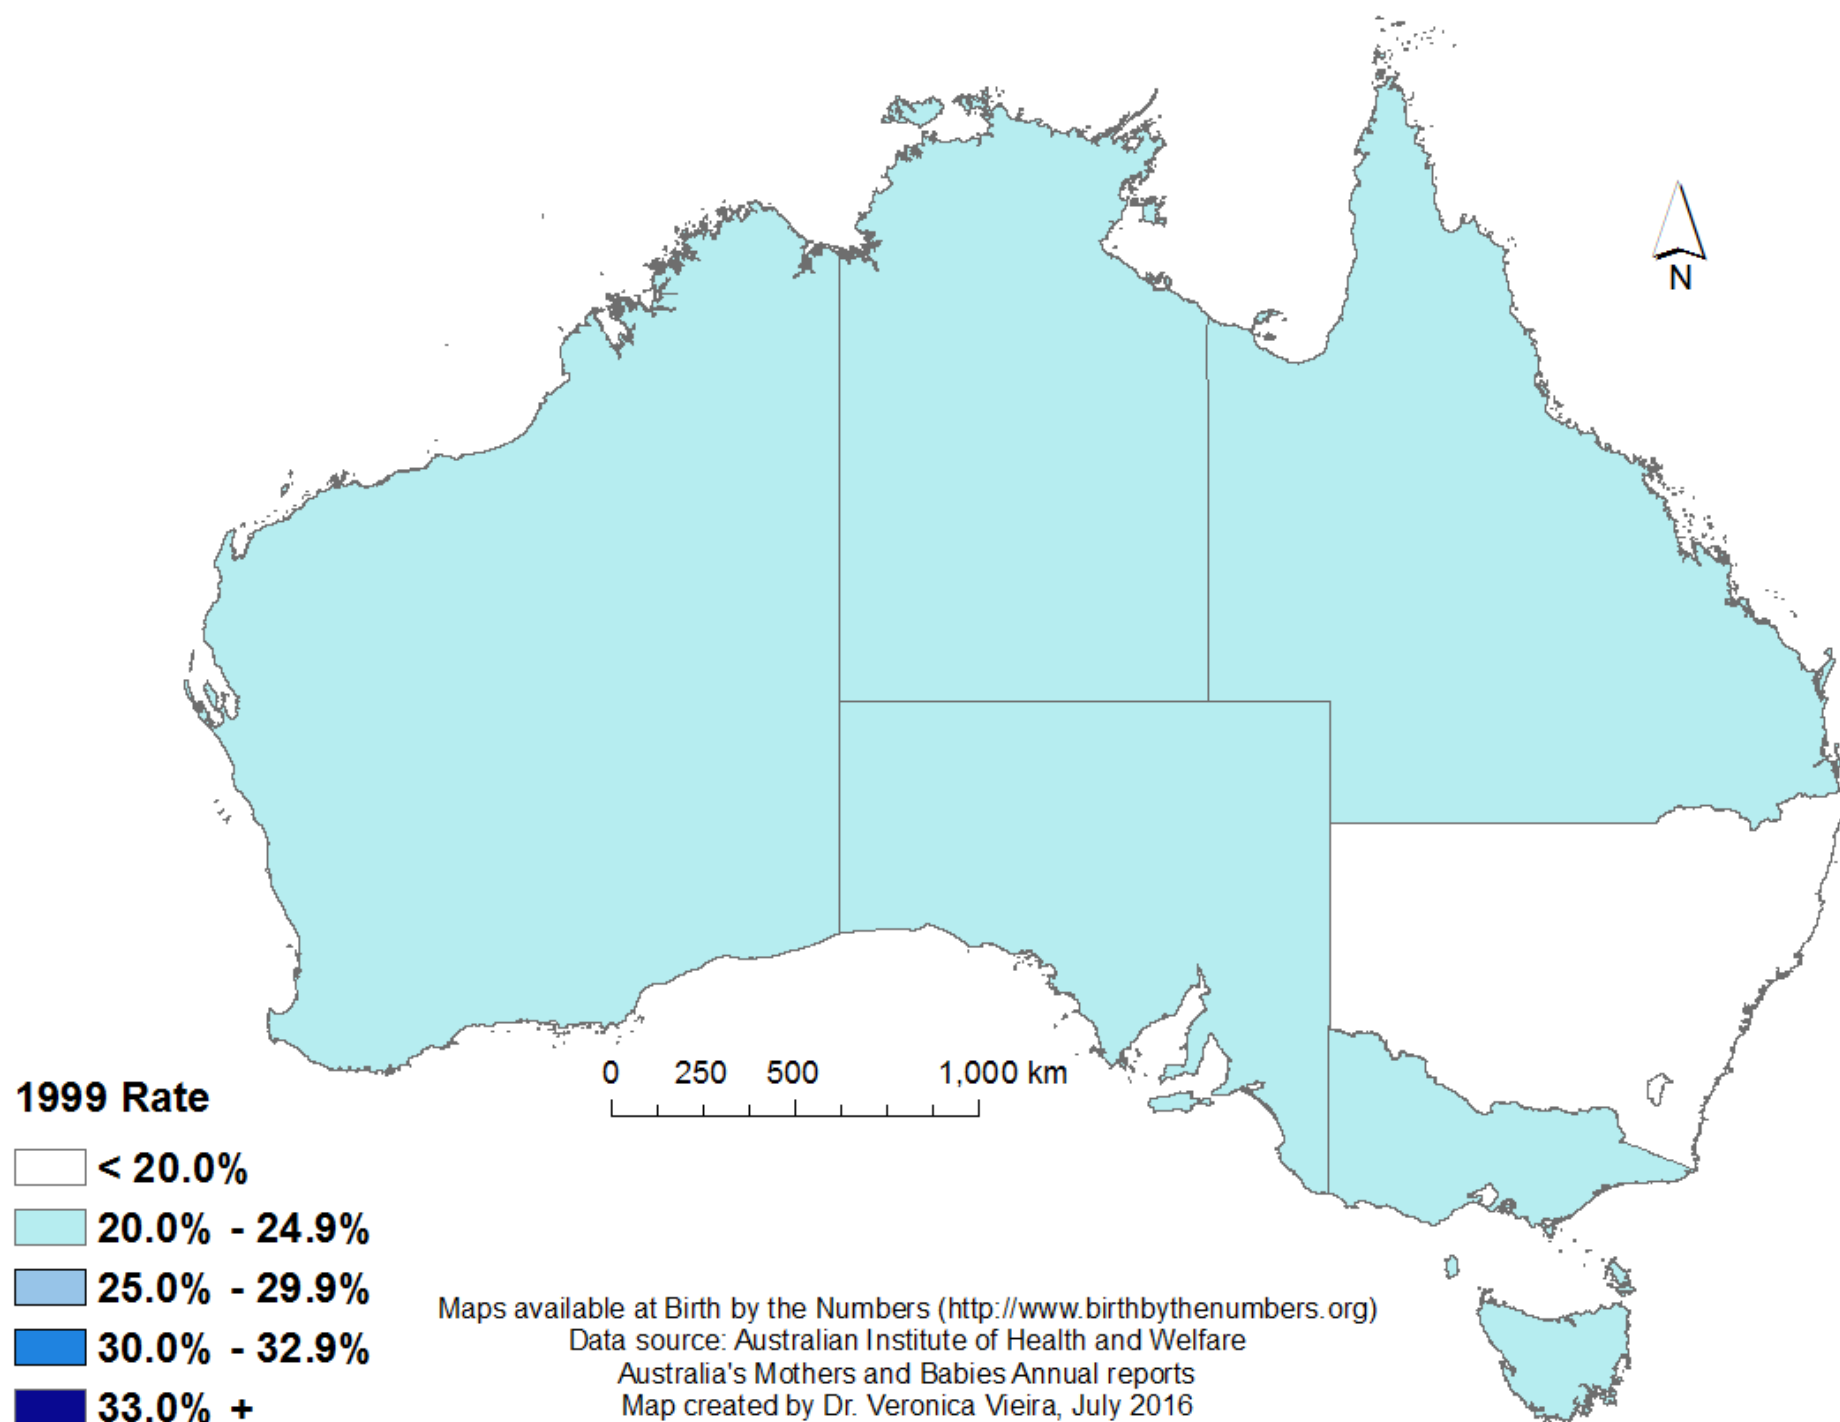 N
0 250 500 1,000 km
1999 Rate
< 20.0%
20.0% - 24.9%
25.0% - 29.9%
30.0% - 32.9%
33.0% +
Maps available at Birth by the Numbers (http://www.birthbythenumbers.org)
Data source: Australian Institute of Health and Welfare
Australia's Mothers and Babies Annual reports
Map created by Dr. Veronica Vieira, July 2016